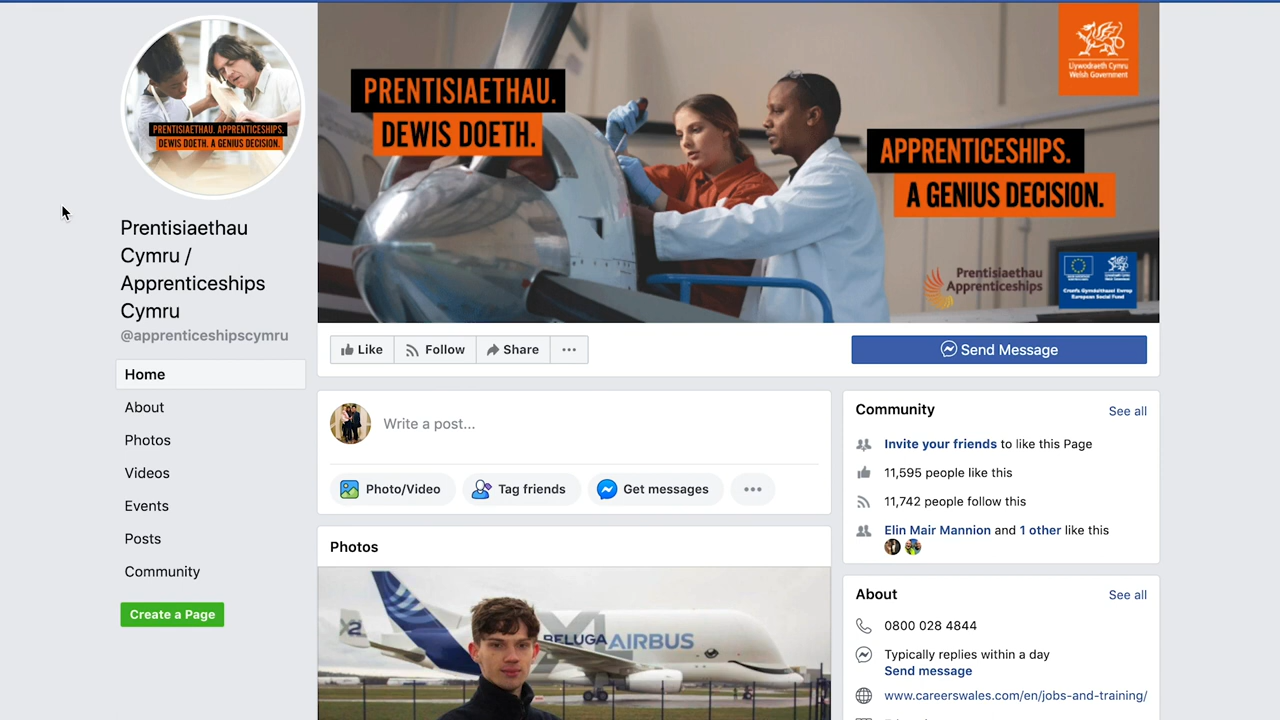 PRENTISIAETHAU. APPRENTICESHIPS.
DEWIS DOETH. A GENIUS DECISION.
Prentisiaethau
Cymru /
Apprenticeships
Cymru
@apprenticeshipscymru
Home
About
Photos
Videos
Events
Posts
Community
Create a Page
PRENTISIAETHAU.
DEWIS DOETH.
Llywodraeth Cymru
Welsh Government
APPRENTICESHIPS.
A GENIUS DECISION.
Prentisiaethau
Apprenticeships
Cronfa Gymdeithasol Ewrop
European Social Fund
Like
Follow
Share
Send Message
Write a post...
Photo/Video
Tag friends
Get messages
Photos
BELUGA AIRBUS
Community
See all
Invite your friends to like this Page
11,595 people like this
11,742 people follow this
Elin Mair Mannion and 1 other like this
About
See all
0800 028 4844
Typically replies within a day
Send message
www.careerswales.com/en/jobs-and-training/